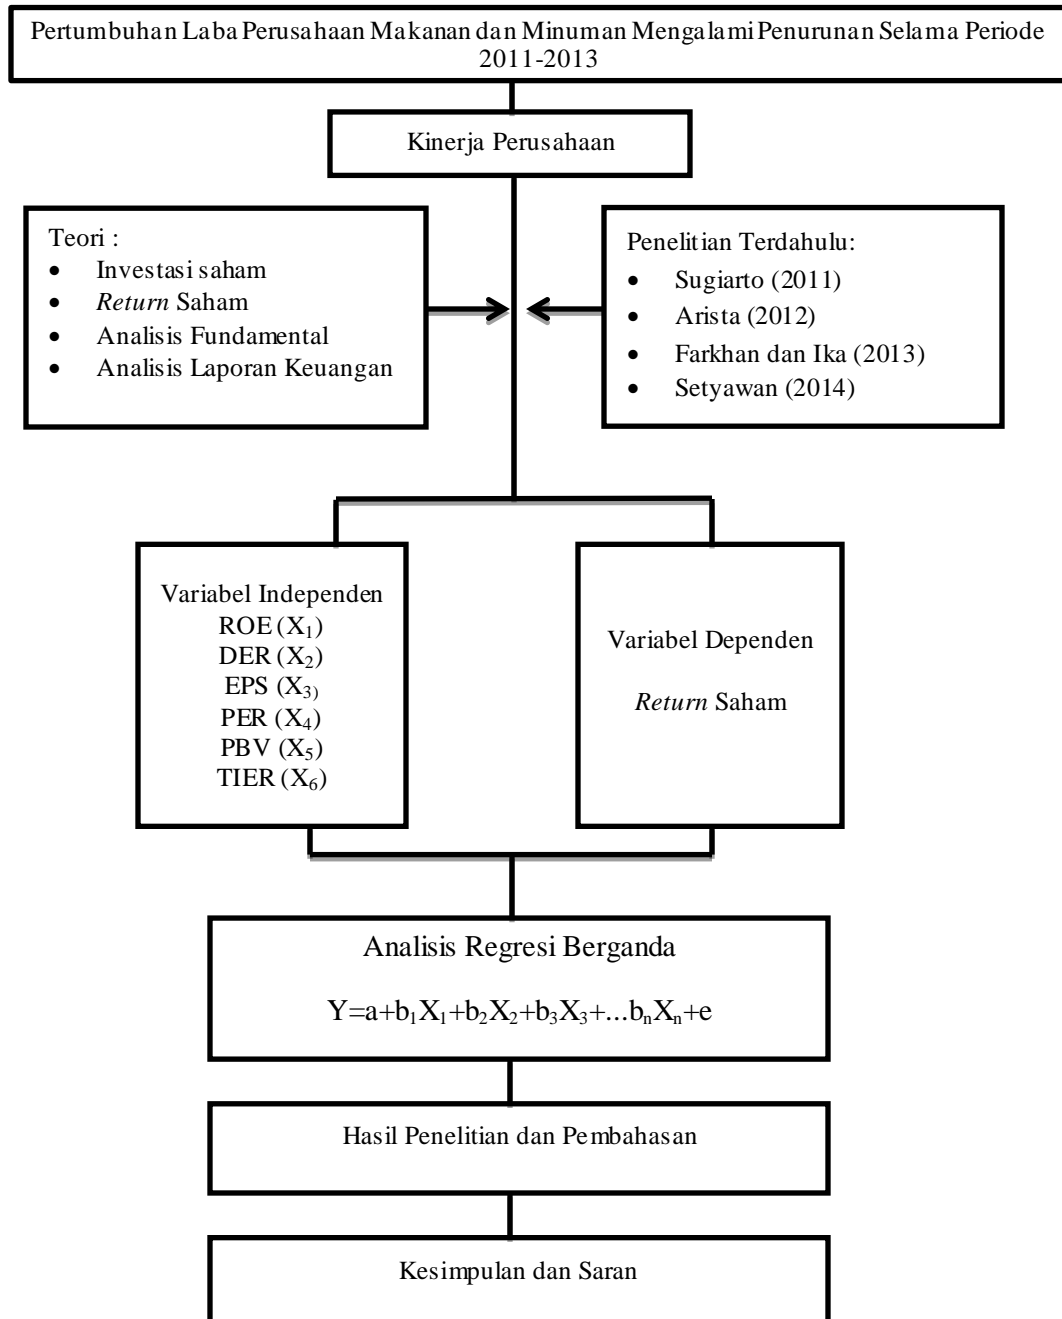 Pertumbuhan Laba Perusahaan Makanan dan Minuman Mengalami Penurunan Selama Periode
2011-2013
Kinerja Perusahaan
Teori :
• Investasi saham
• Return Saham
• Analisis Fundamental
• Analisis Laporan Keuangan
Penelitian Terdahulu:
• Sugiarto (2011)
• Arista (2012)
• Farkhan dan Ika (2013)
• Setyawan (2014)
Variabel Independen
ROE (X₁)
DER (X₂)
EPS (X₃₎
PER (X₄)
PBV (X₅)
TIER (X₆)
Variabel Dependen
Return Saham
Analisis Regresi Berganda
Y=a+b₁X₁+b₂X₂+b₃X₃+...bₙXₙ+e
Hasil Penelitian dan Pembahasan
Kesimpulan dan Saran